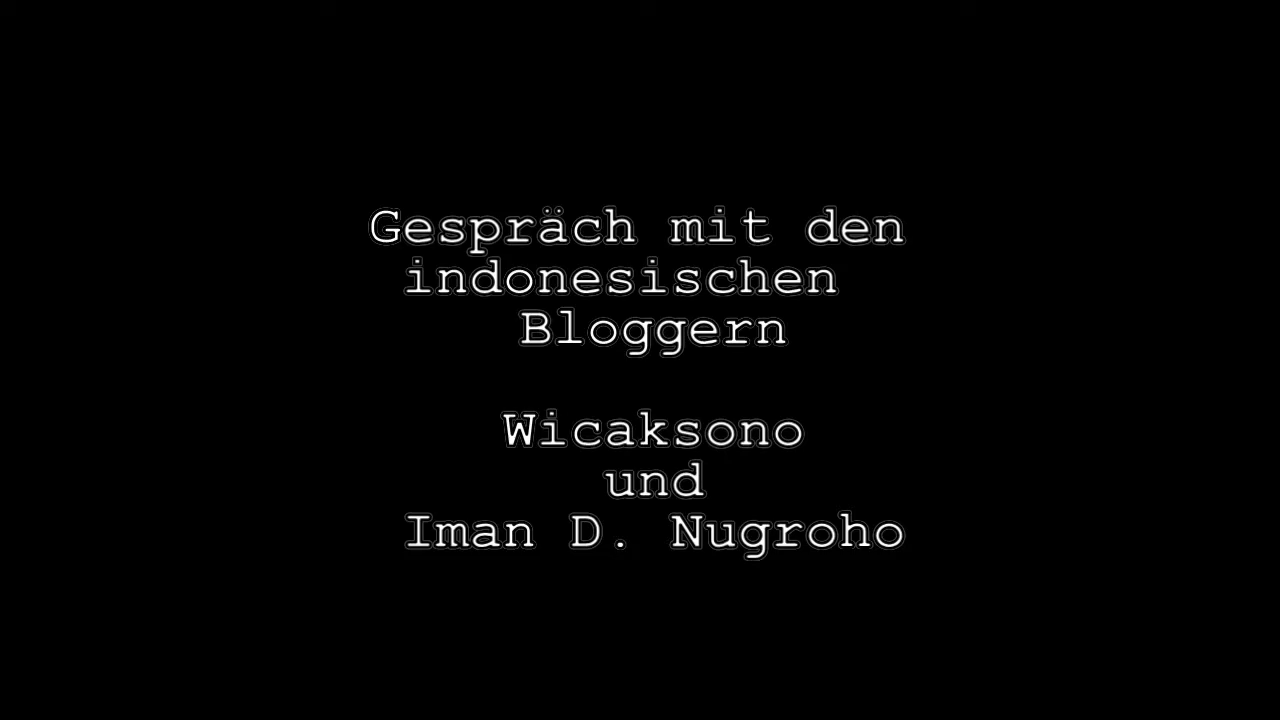 Gespräch mit den
indonesischen
Bloggern
Wicaksono
und
Iman D. Nugroho